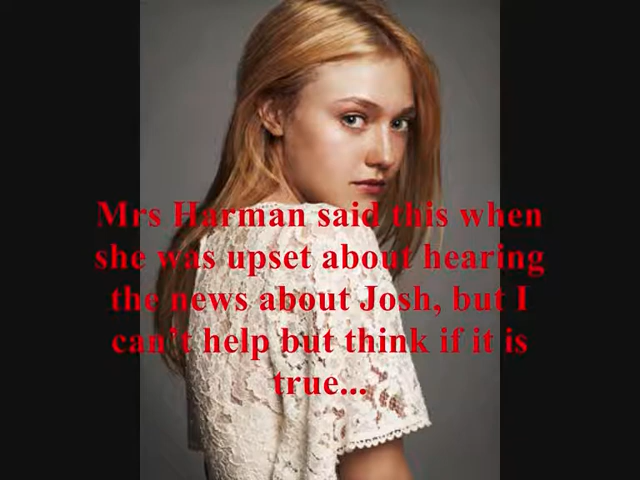 Mrs Harman said this when
she was upset about hearing
the news about Josh, but I
can't help but think if it is
true...